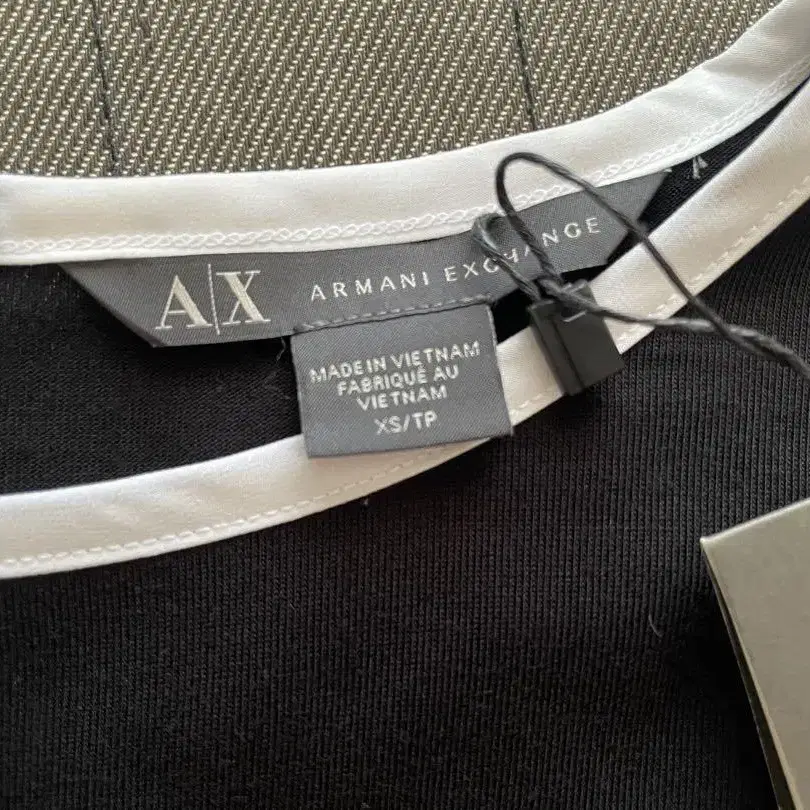 A|X ARMANI EXCHANGE
MADE IN VIETNAM
FABRIQUÉ AU
VIETNAM
XS/TP